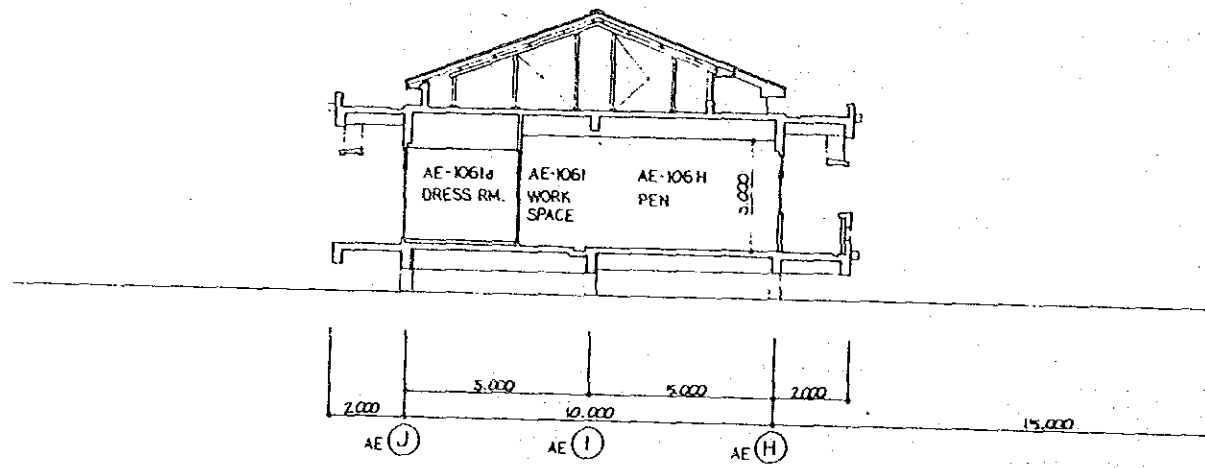 AE-1061d
DRESS RM.
AE-1061
WORK
SPACE
AE-106H
PEN
3.000
5.000
5.000
2.000
2.000
10.000
15.000
AE J
AE I
AE H